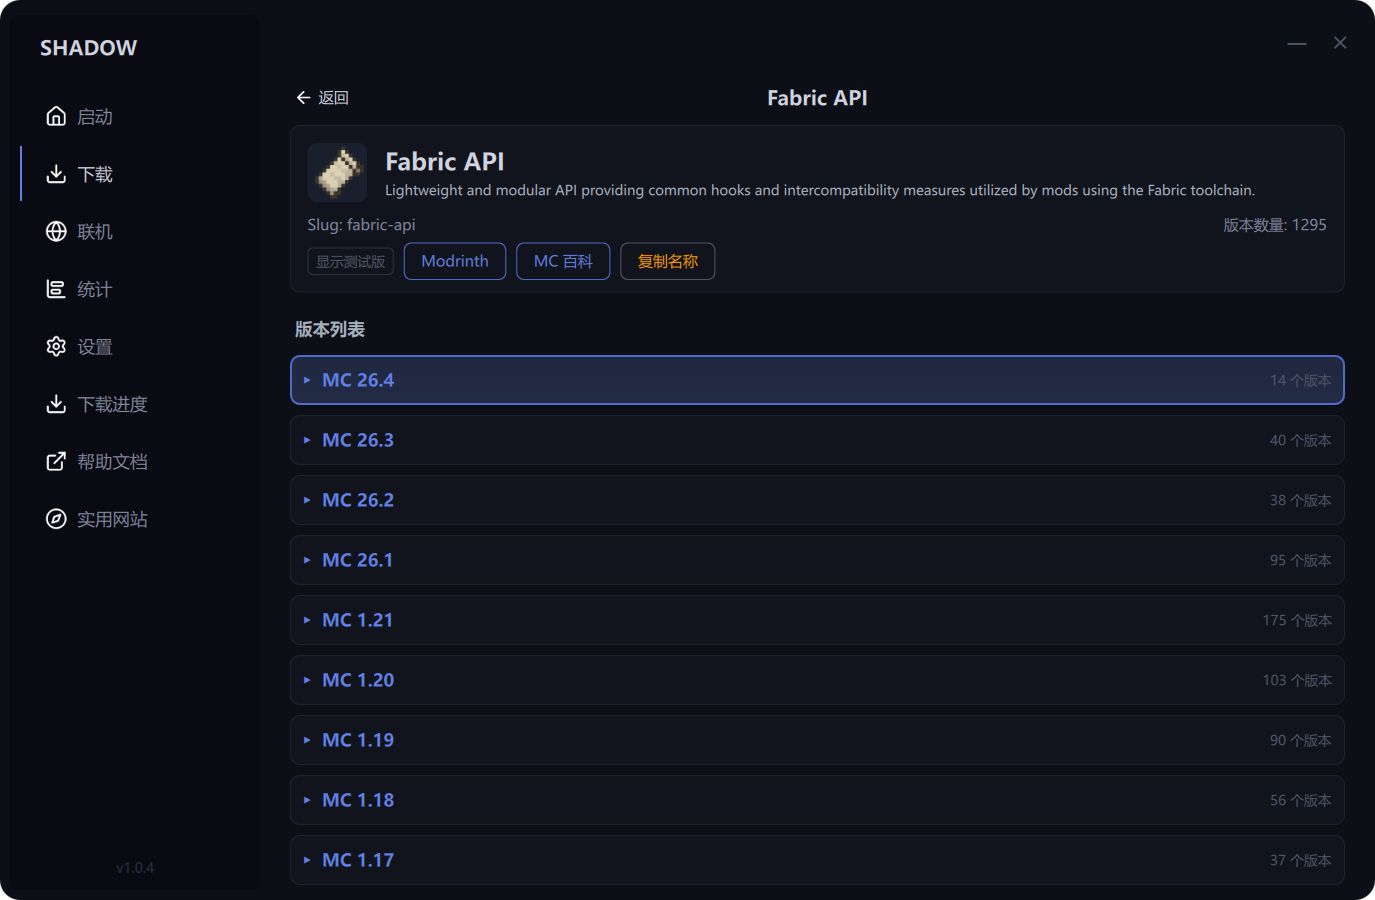 SHADOW
启动
下载
联机
统计
设置
下载进度
帮助文档
实用网站
v1.0.4
返回
Fabric API
Fabric API
Lightweight and modular API providing common hooks and intercompatibility measures utilized by mods using the Fabric toolchain.
Slug: fabric-api
版本数量: 1295
显示测试版
Modrinth
MC 百科
复制名称
版本列表
MC 26.4
14 个版本
MC 26.3
40 个版本
MC 26.2
38 个版本
MC 26.1
95 个版本
MC 1.21
175 个版本
MC 1.20
103 个版本
MC 1.19
90 个版本
MC 1.18
56 个版本
MC 1.17
37 个版本